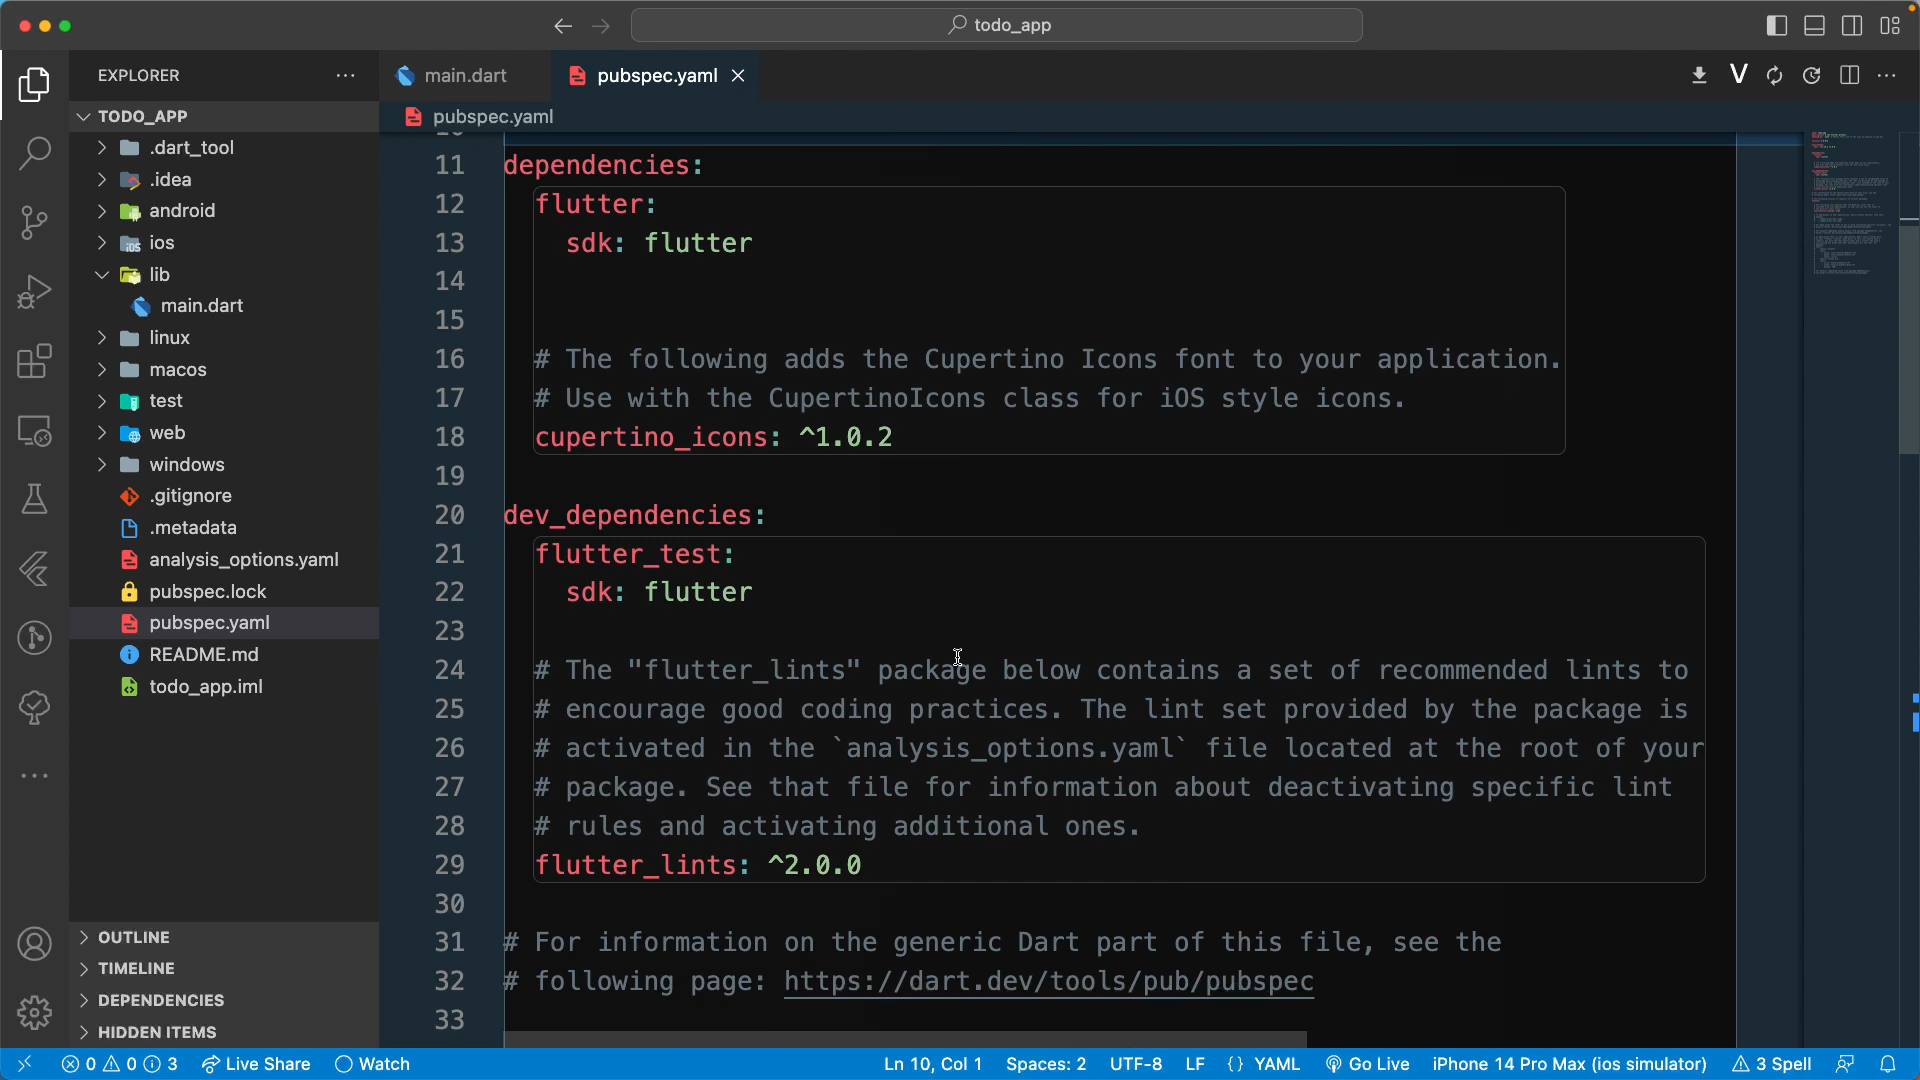 todo_app
EXPLORER
main.dart
pubspec.yaml
TODO_APP
pubspec.yaml
.dart_tool
.idea
android
ios
lib
main.dart
linux
macos
test
web
windows
.gitignore
.metadata
analysis_options.yaml
pubspec.lock
pubspec.yaml
README.md
todo_app.iml
OUTLINE
TIMELINE
DEPENDENCIES
HIDDEN ITEMS
11 dependencies:
12 flutter:
13 sdk: flutter
14
15
16 # The following adds the Cupertino Icons font to your application.
17 # Use with the CupertinoIcons class for iOS style icons.
18 cupertino_icons: ^1.0.2
19
20 dev_dependencies:
21 flutter_test:
22 sdk: flutter
23
24 # The "flutter_lints" package below contains a set of recommended lints to
25 # encourage good coding practices. The lint set provided by the package is
26 # activated in the `analysis_options.yaml` file located at the root of your
27 # package. See that file for information about deactivating specific lint
28 # rules and activating additional ones.
29 flutter_lints: ^2.0.0
30
31 # For information on the generic Dart part of this file, see the
32 # following page: https://dart.dev/tools/pub/pubspec
33
0 0 3 Live Share Watch Ln 10, Col 1 Spaces: 2 UTF-8 LF {} YAML Go Live iPhone 14 Pro Max (ios simulator) 3 Spell